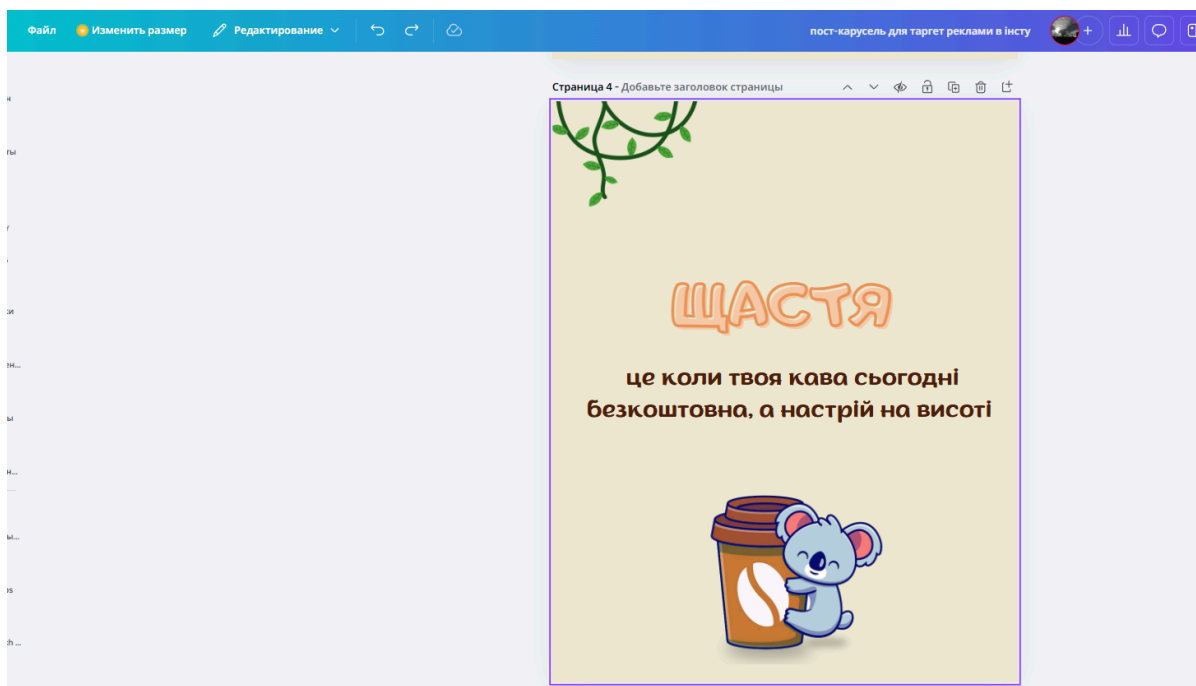 Файл Изменить размер Редактирование пост-карусель для таргет реклами в інсту
Страница 4 - Добавьте заголовок страницы
ЩАСТЯ
це коли твоя кава сьогодні
безкоштовна, а настрій на висоті